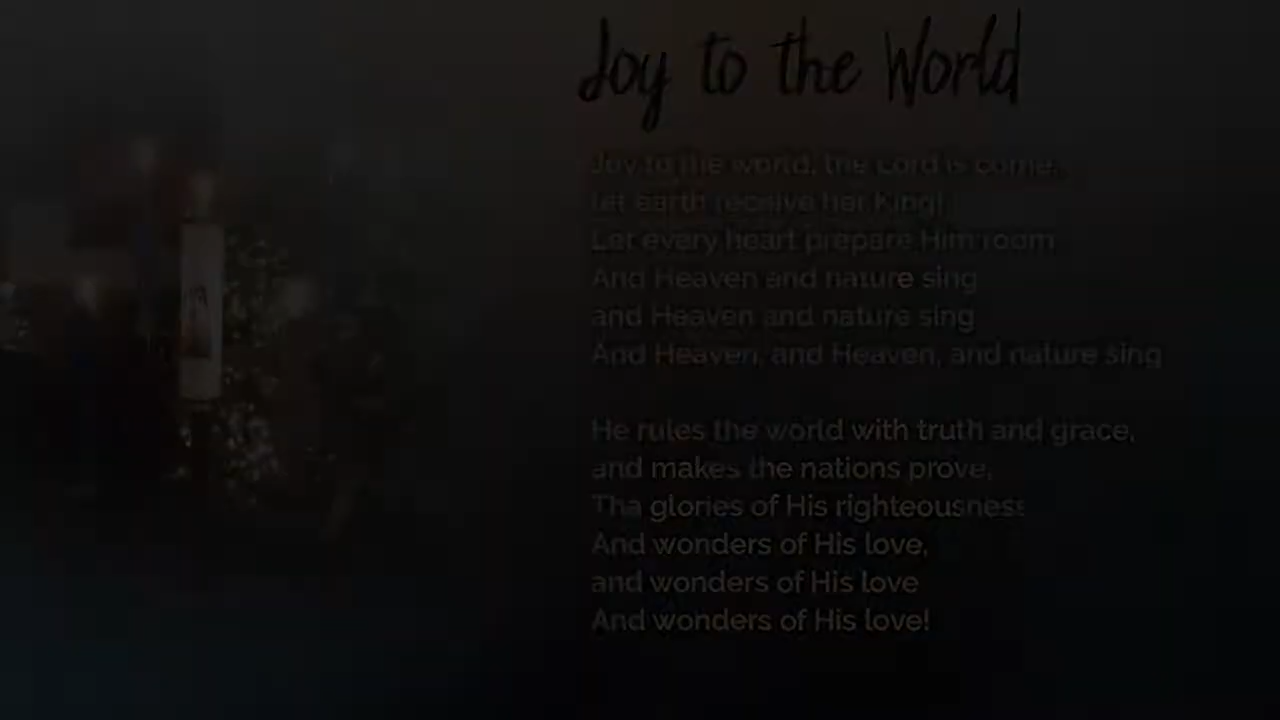 Joy to the World
Joy to the world, the Lord is come,
Let earth receive her King!
Let every heart prepare Him room
And Heaven and nature sing
and Heaven and nature sing
And Heaven, and Heaven, and nature sing
He rules the world with truth and grace,
and makes the nations prove,
Tha glories of His righteousness
And wonders of His love,
and wonders of His love
And wonders of His love!